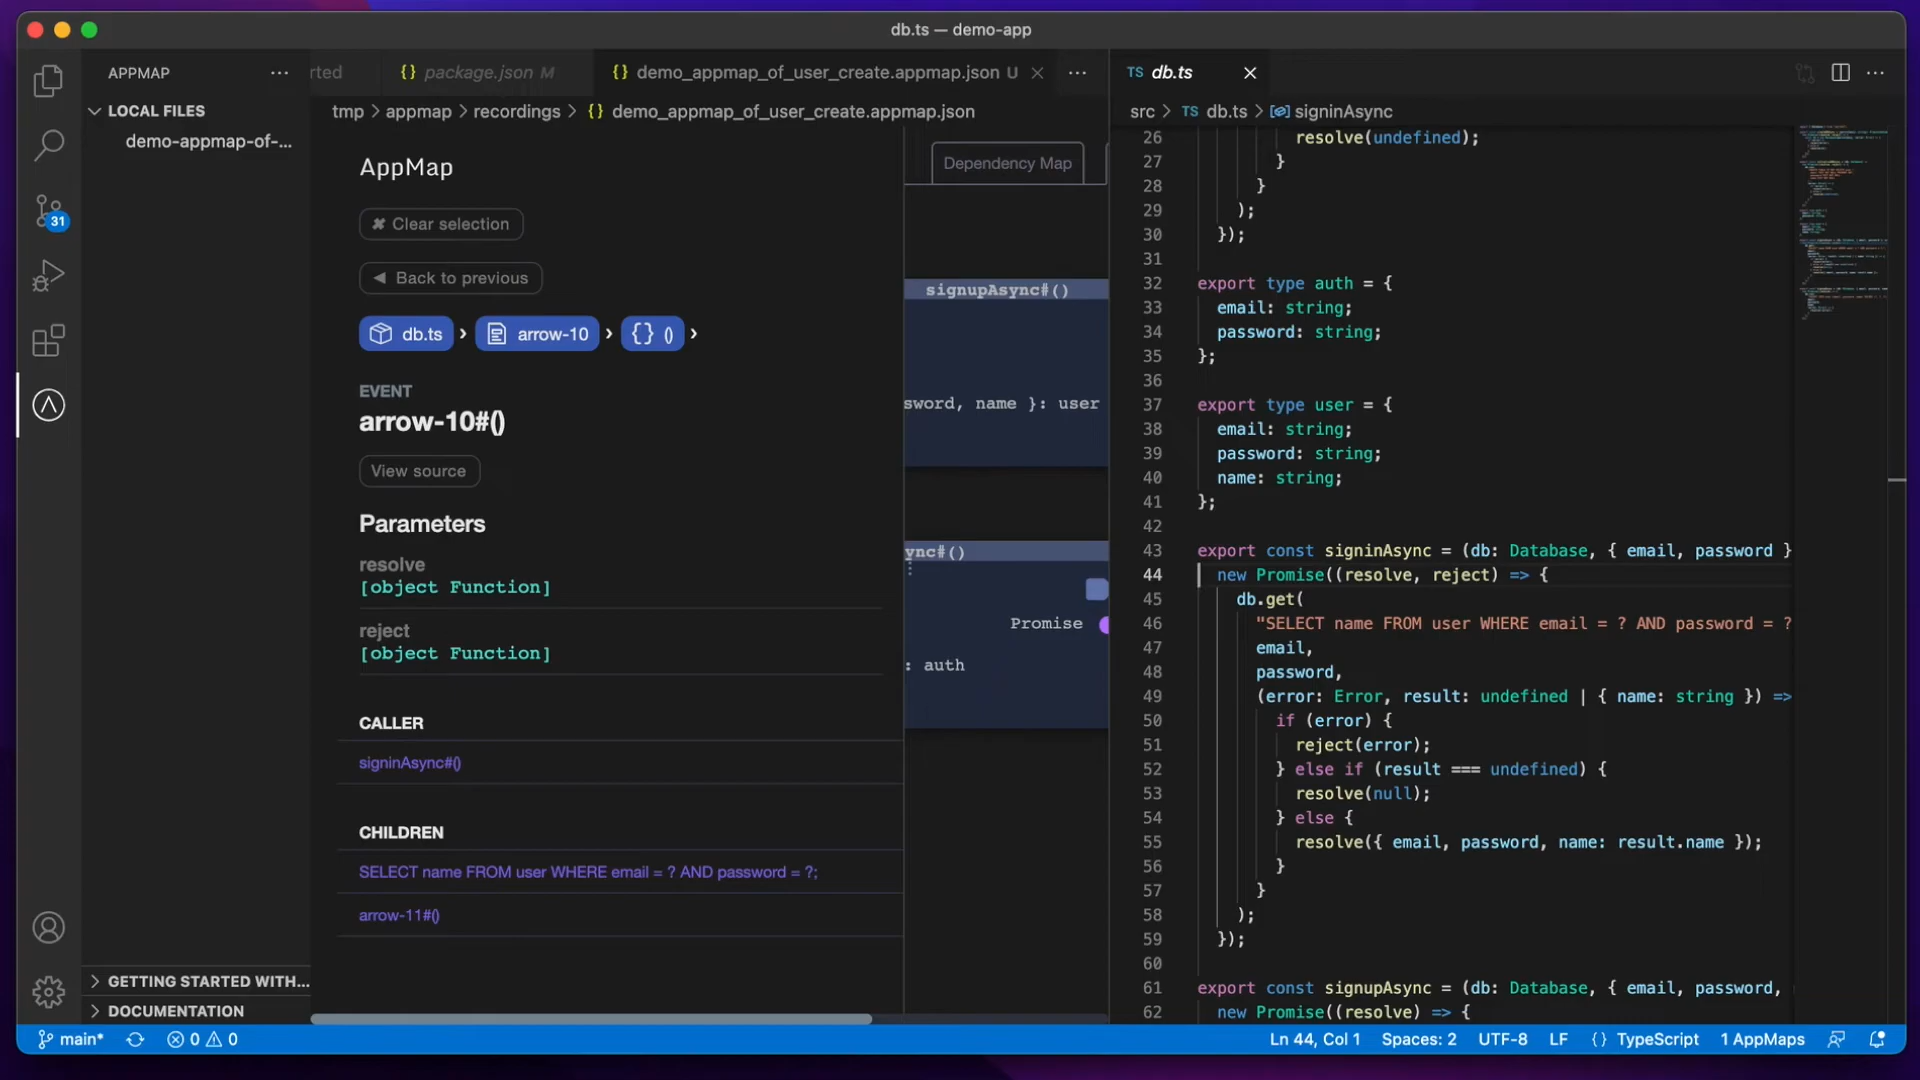 db.ts — demo-app
APPMAP
LOCAL FILES
demo-appmap-of-...
GETTING STARTED WITH...
DOCUMENTATION
31
rted
{} package.json M
{} demo_appmap_of_user_create.appmap.json U
tmp > appmap > recordings > {} demo_appmap_of_user_create.appmap.json
AppMap
✖ Clear selection
◀ Back to previous
db.ts › arrow-10 › {} () ›
EVENT
arrow-10#()
View source
Parameters
resolve
[object Function]
reject
[object Function]
CALLER
signinAsync#()
CHILDREN
SELECT name FROM user WHERE email = ? AND password = ?;
arrow-11#()
Dependency Map
signupAsync#()
sword, name }: user
ync#()
Promise
: auth
TS db.ts
src > TS db.ts > signinAsync
26 resolve(undefined);
27 }
28 }
29 );
30 });
31
32 export type auth = {
33 email: string;
34 password: string;
35 };
36
37 export type user = {
38 email: string;
39 password: string;
40 name: string;
41 };
42
43 export const signinAsync = (db: Database, { email, password }
44 new Promise((resolve, reject) => {
45 db.get(
46 "SELECT name FROM user WHERE email = ? AND password = ?
47 email,
48 password,
49 (error: Error, result: undefined | { name: string }) =>
50 if (error) {
51 reject(error);
52 } else if (result === undefined) {
53 resolve(null);
54 } else {
55 resolve({ email, password, name: result.name });
56 }
57 }
58 );
59 });
60
61 export const signupAsync = (db: Database, { email, password,
62 new Promise((resolve) => {
main* 0 0
Ln 44, Col 1 Spaces: 2 UTF-8 LF {} TypeScript 1 AppMaps